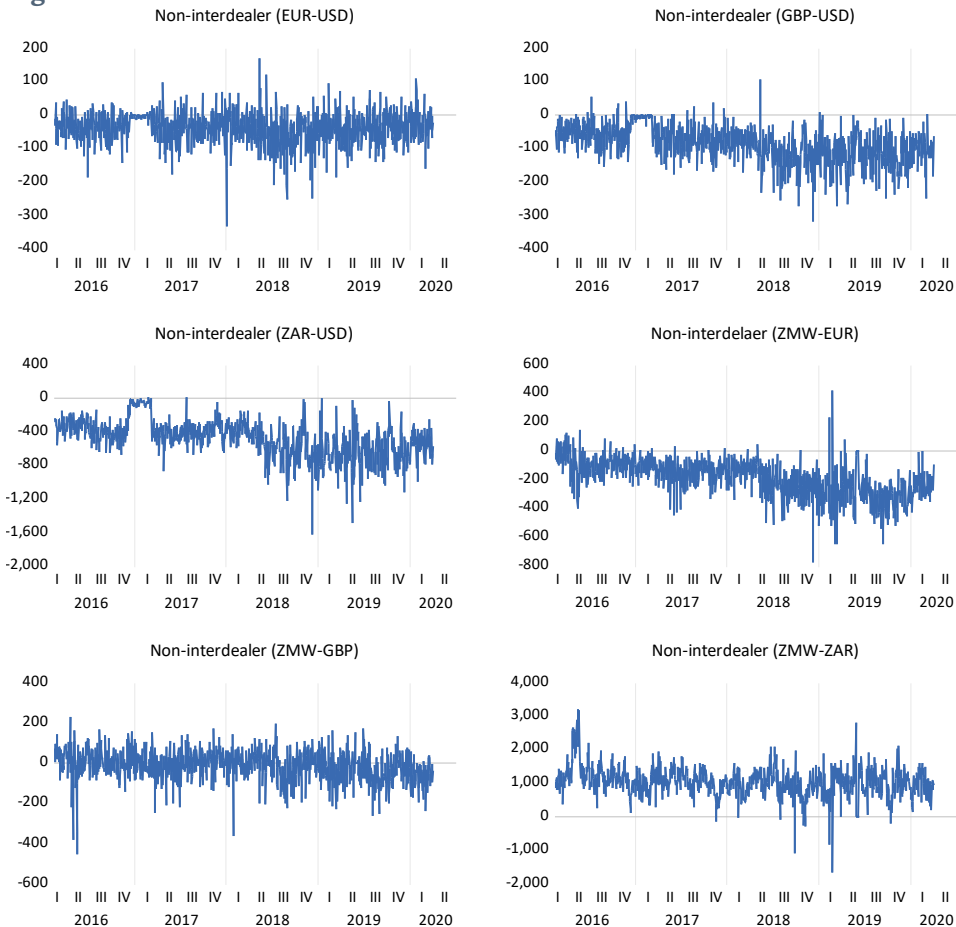 g
Non-interdealer (EUR-USD)
200
100
0
-100
-200
-300
-400
I II III IV I II III IV I II III IV I II III IV I II
2016 2017 2018 2019 2020
Non-interdealer (GBP-USD)
200
100
0
-100
-200
-300
-400
I II III IV I II III IV I II III IV I II III IV I II
2016 2017 2018 2019 2020
Non-interdealer (ZAR-USD)
400
0
-400
-800
-1,200
-1,600
-2,000
I II III IV I II III IV I II III IV I II III IV I II
2016 2017 2018 2019 2020
Non-interdelaer (ZMW-EUR)
600
400
200
0
-200
-400
-600
-800
I II III IV I II III IV I II III IV I II III IV I II
2016 2017 2018 2019 2020
Non-interdealer (ZMW-GBP)
400
200
0
-200
-400
-600
I II III IV I II III IV I II III IV I II III IV I II
2016 2017 2018 2019 2020
Non-interdealer (ZMW-ZAR)
4,000
3,000
2,000
1,000
0
-1,000
-2,000
I II III IV I II III IV I II III IV I II III IV I II
2016 2017 2018 2019 2020